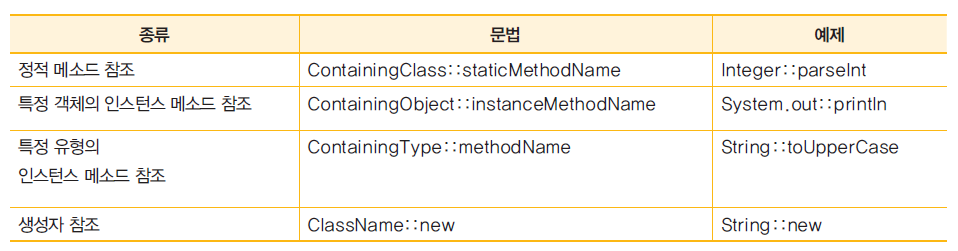 종류 문법 예제
정적 메소드 참조 ContainingClass::staticMethodName Integer::parseInt
특정 객체의 인스턴스 메소드 참조 ContainingObject::instanceMethodName System.out::println
특정 유형의 ContainingType::methodName String::toUpperCase
인스턴스 메소드 참조
생성자 참조 ClassName::new String::new